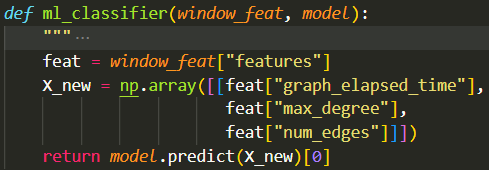 def ml_classifier(window_feat, model):
    """ ...
    feat = window_feat["features"]
    X_new = np.array([[feat["graph_elapsed_time"],
                       feat["max_degree"],
                       feat["num_edges"]]])
    return model.predict(X_new)[0]